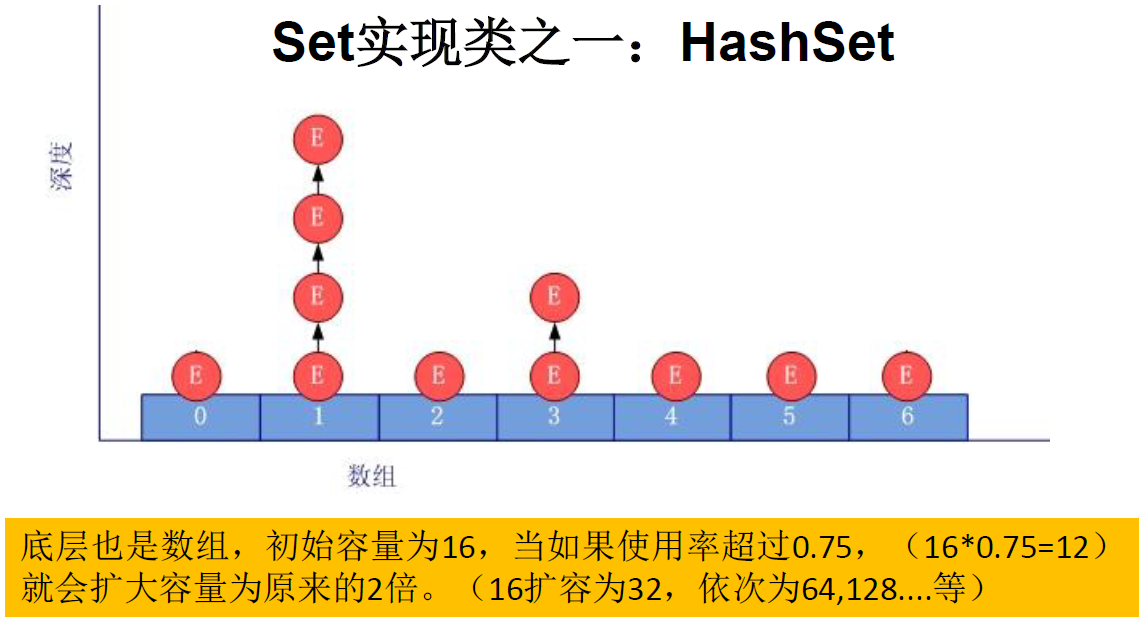 Set实现类之一：HashSet
深度
E
E
E
E
E
E
E
E
E
E
E
0 1 2 3 4 5 6
数组
底层也是数组，初始容量为16，当如果使用率超过0.75，（16*0.75=12）
就会扩大容量为原来的2倍。（16扩容为32，依次为64,128....等）